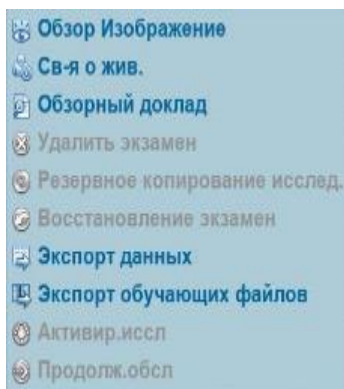 Обзор Изображение
Св-я о жив.
Обзорный доклад
Удалить экзамен
Резервное копирование исслед.
Восстановление экзамен
Экспорт данных
Экспорт обучающих файлов
Активир.иссл
Продолж.обсл